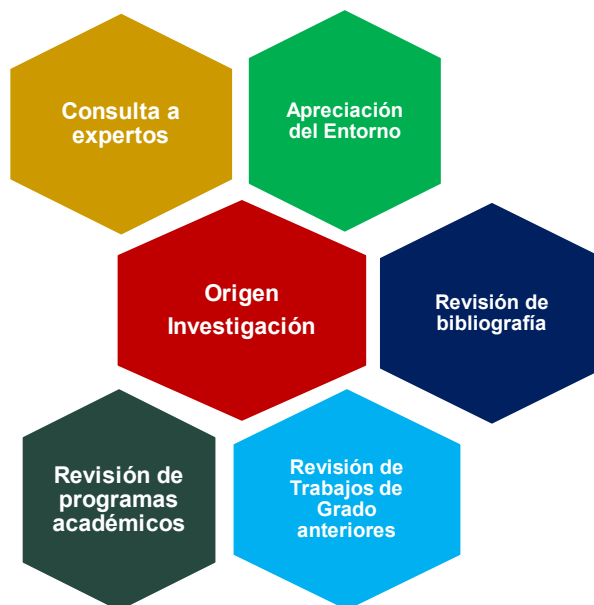 Consulta a
expertos
Apreciación
del Entorno
Origen
Investigación
Revisión de
bibliografía
Revisión de
programas
académicos
Revisión de
Trabajos de
Grado
anteriores